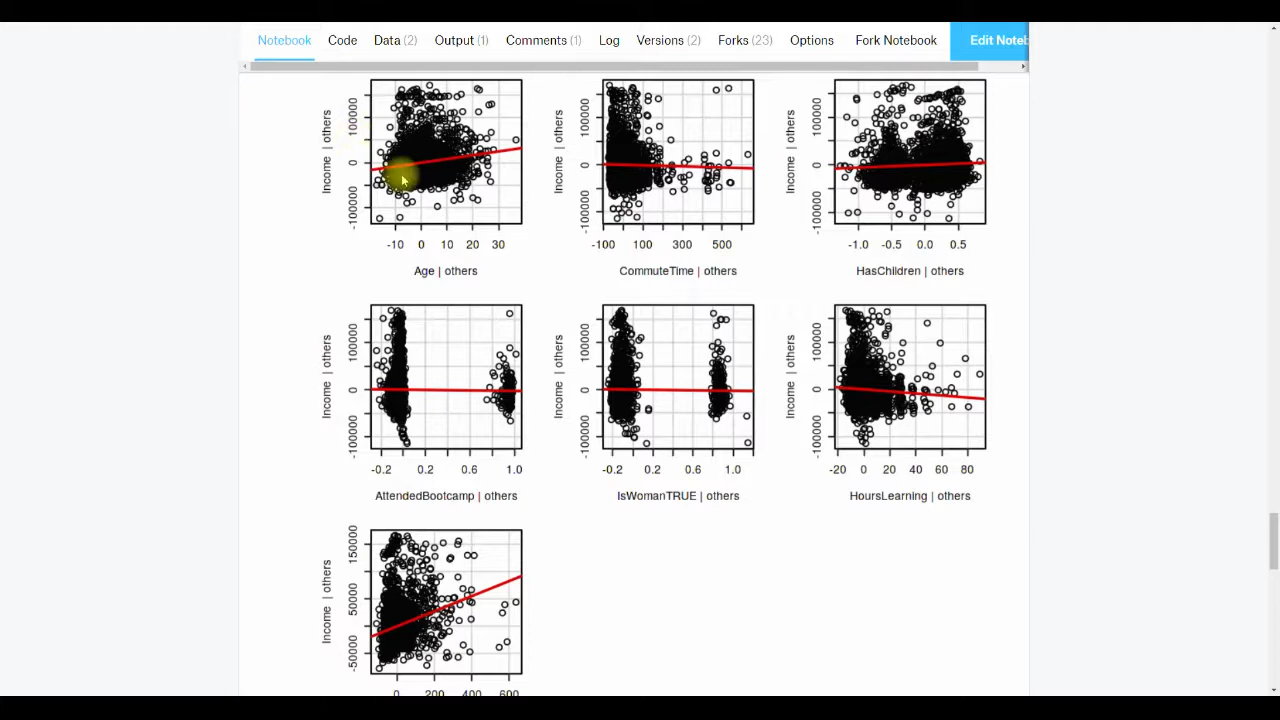 Notebook Code Data (2) Output (1) Comments (1) Log Versions (2) Forks (23) Options Fork Notebook Edit Noteb
Income | others
100000
0
-100000
-10 0 10 20 30
Age | others
Income | others
100000
0
-100000
-100 100 300 500
CommuteTime | others
Income | others
100000
0
-100000
-1.0 -0.5 0.0 0.5
HasChildren | others
Income | others
100000
0
-100000
-0.2 0.2 0.6 1.0
AttendedBootcamp | others
Income | others
100000
0
-100000
-0.2 0.2 0.6 1.0
IsWomanTRUE | others
Income | others
100000
0
-100000
-20 0 20 40 60 80
HoursLearning | others
Income | others
150000
50000
-50000
0 200 400 600